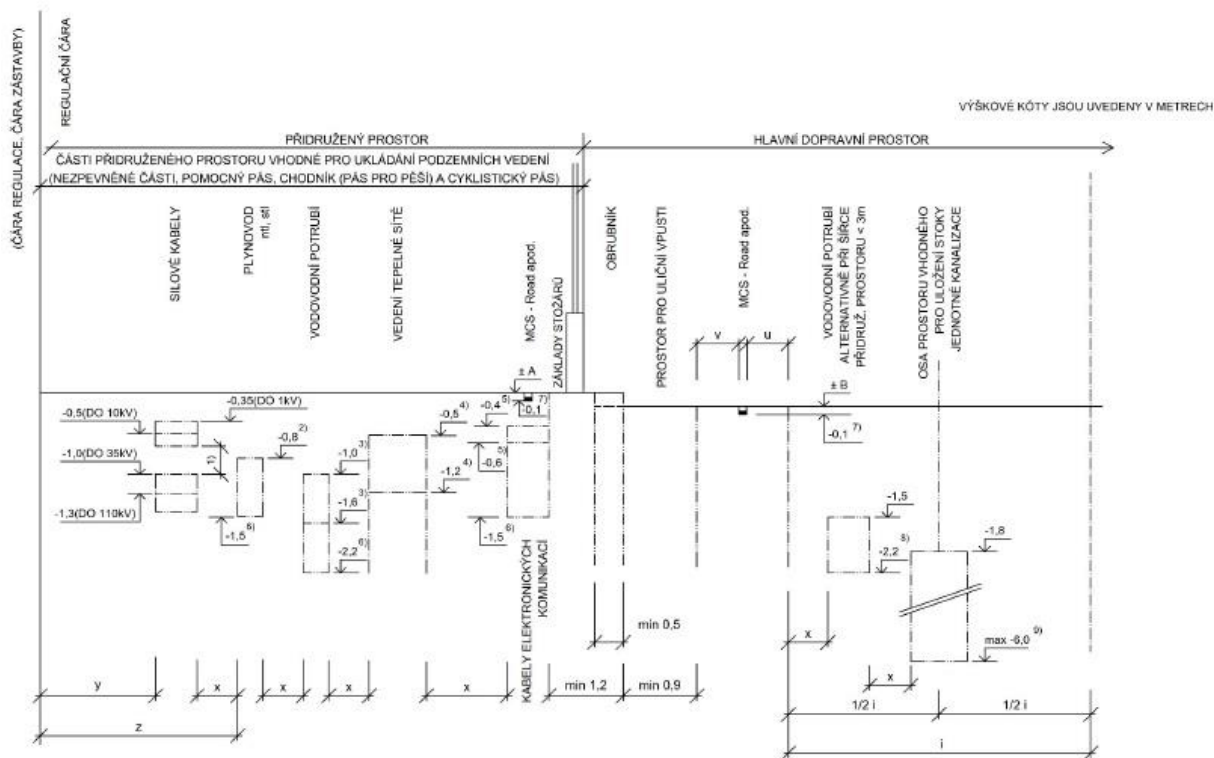 (ČÁRA REGULACE, ČÁRA ZÁSTAVBY)
REGULAČNÍ ČÁRA
VÝŠKOVÉ KÓTY JSOU UVEDENY V METRECH
PŘIDRUŽENÝ PROSTOR
HLAVNÍ DOPRAVNÍ PROSTOR
ČÁSTI PŘIDRUŽENÉHO PROSTORU VHODNÉ PRO UKLÁDÁNÍ PODZEMNÍCH VEDENÍ
(NEZPEVNĚNÉ ČÁSTI, POMOCNÝ PÁS, CHODNÍK (PÁS PRO PĚŠÍ) A CYKLISTICKÝ PÁS)
SILOVÉ KABELY
PLYNOVOD
ntl, stl
VODOVODNÍ POTRUBÍ
VEDENÍ TEPELNÉ SÍTĚ
MCS - Road apod.
ZÁKLADY STOŽÁRŮ
OBRUBNÍK
PROSTOR PRO ULIČNÍ VPUSTI
MCS - Road apod.
VODOVODNÍ POTRUBÍ
ALTERNATIVNĚ PŘI ŠÍŘCE
PŘIDRUŽ. PROSTORU < 3m
OSA PROSTORU VHODNÉHO
PRO ULOŽENÍ STOKY
JEDNOTNÉ KANALIZACE
v
u
± A
± B
-0,35(DO 1kV)
-0,5(DO 10kV)
-1,0(DO 35kV)
-1,3(DO 110kV)
1)
-0,8 2)
-1,5 6)
-1,0 3)
-1,6 3)
-2,2 6)
-0,5 4)
-1,2 4)
-0,4 5)
-0,1 7)
-0,6 5)
-1,5 6)
-0,1 7)
-1,5
-2,2 8)
-1,8
max -6,0 9)
KABELY ELEKTRONICKÝCH
KOMUNIKACÍ
min 0,5
x
x
y
x
x
x
x
min 1,2
min 0,9
1/2 i
1/2 i
z
i